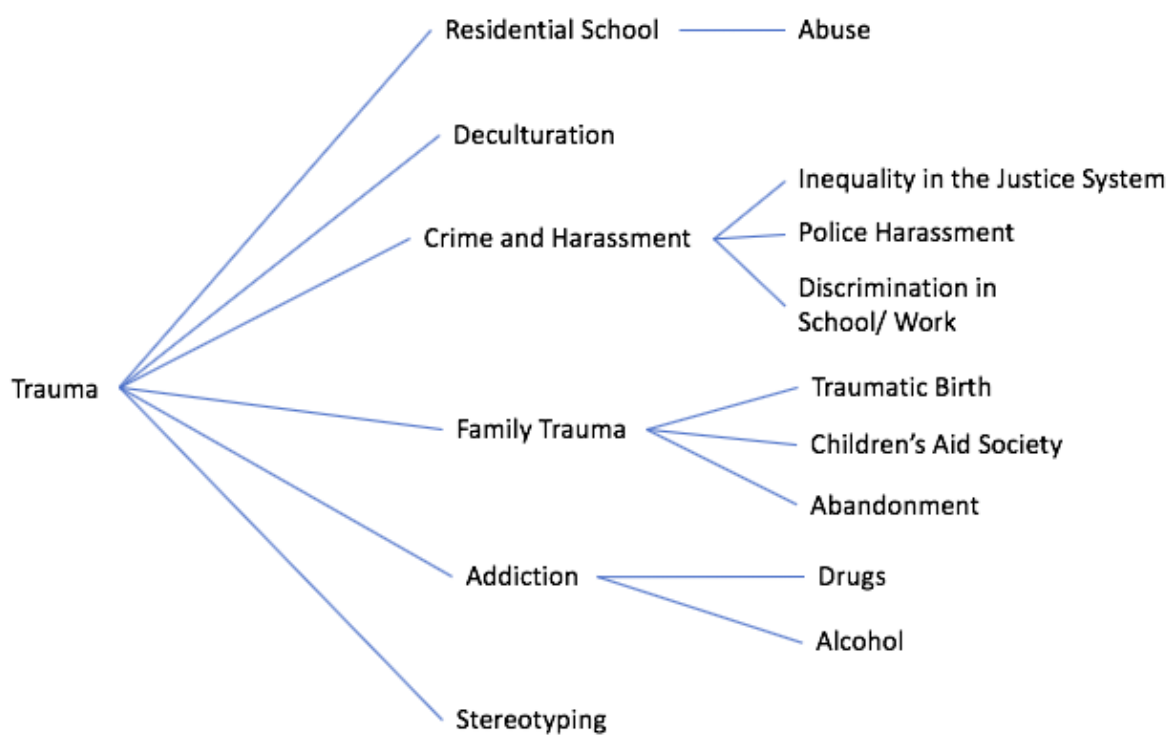 Residential School
Abuse
Deculturation
Inequality in the Justice System
Crime and Harassment
Police Harassment
Discrimination in
School/ Work
Trauma
Traumatic Birth
Family Trauma
Children’s Aid Society
Abandonment
Addiction
Drugs
Alcohol
Stereotyping